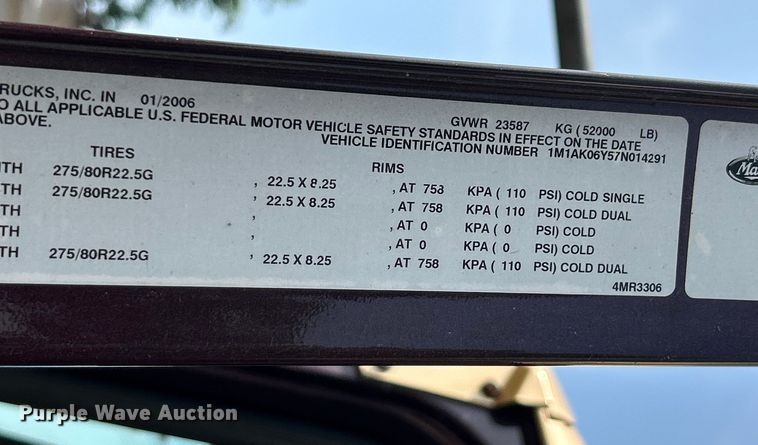 TRUCKS, INC. IN 01/2006
GVWR 23587 KG ( 52000 LB)
O ALL APPLICABLE U.S. FEDERAL MOTOR VEHICLE SAFETY STANDARDS IN EFFECT ON THE DATE
ABOVE.
VEHICLE IDENTIFICATION NUMBER 1M1AK06Y57N014291
TIRES RIMS
TH 275/80R22.5G , 22.5 X 8.25 , AT 758 KPA ( 110 PSI) COLD SINGLE
TH 275/80R22.5G , 22.5 X 8.25 , AT 758 KPA ( 110 PSI) COLD DUAL
TH , , AT 0 KPA ( 0 PSI) COLD
TH , , AT 0 KPA ( 0 PSI) COLD
TH 275/80R22.5G , 22.5 X 8.25 , AT 758 KPA ( 110 PSI) COLD DUAL
4MR3306
Purple Wave Auction